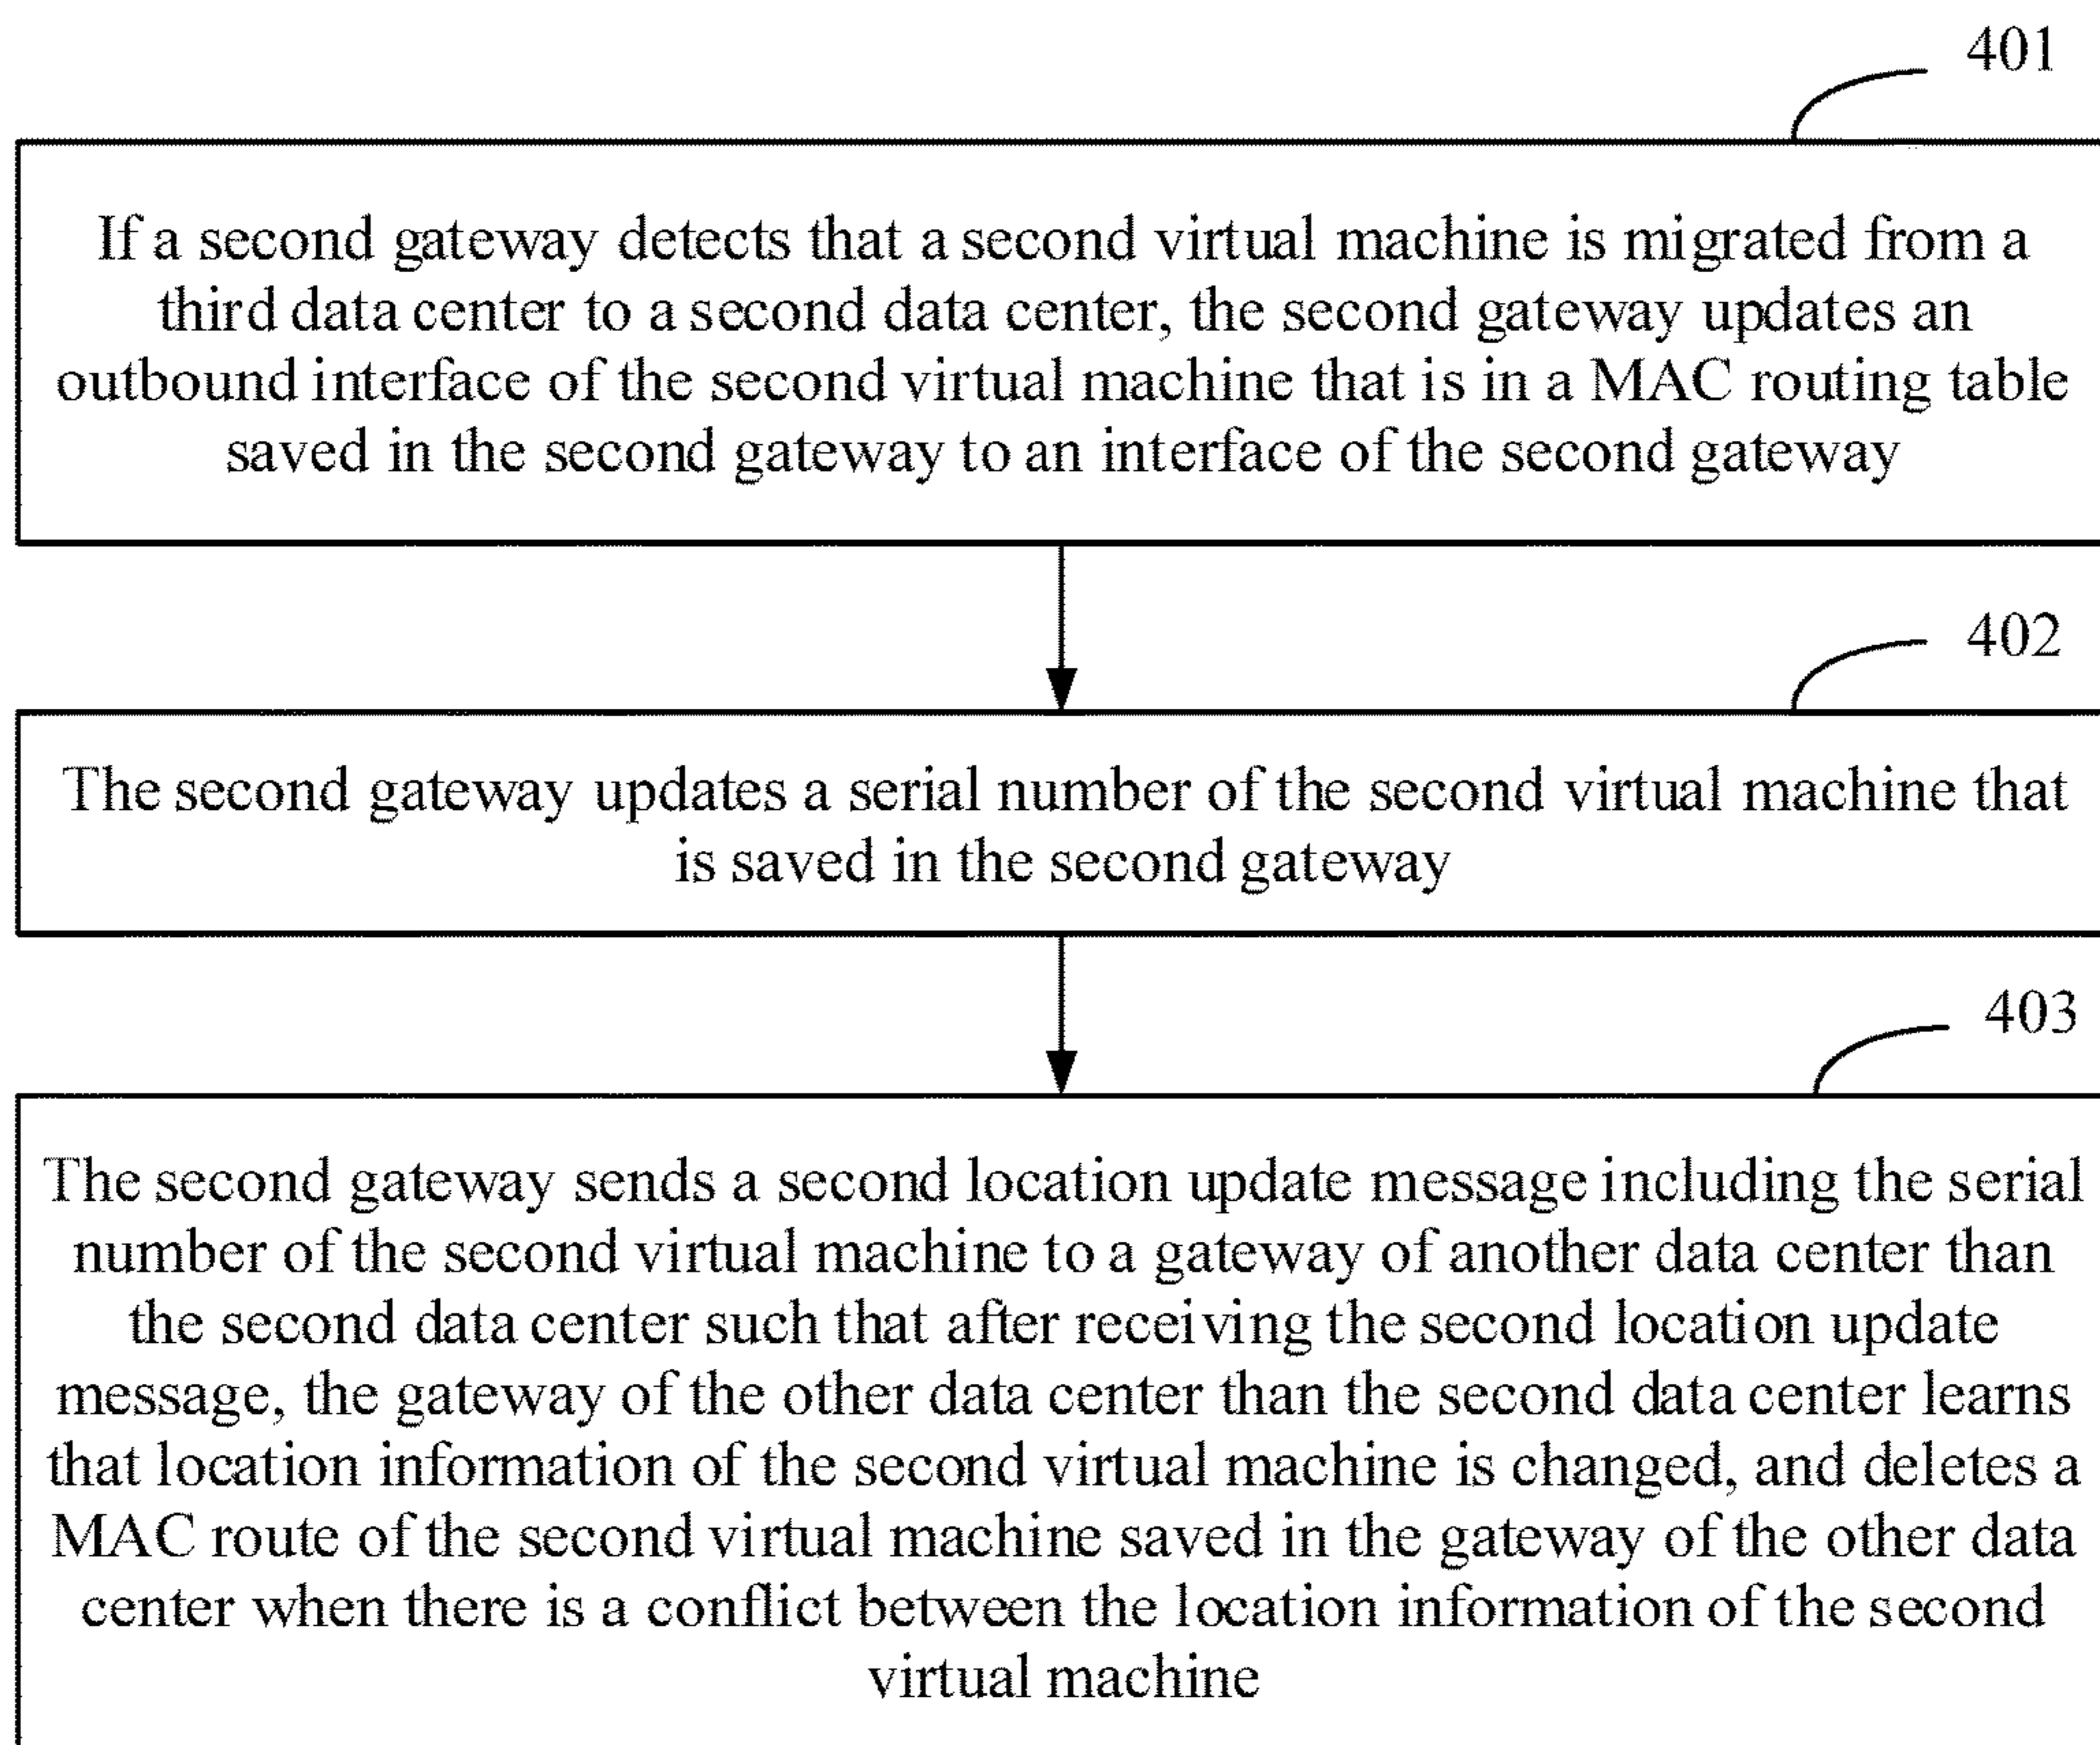 401
If a second gateway detects that a second virtual machine is migrated from a
third data center to a second data center, the second gateway updates an
outbound interface of the second virtual machine that is in a MAC routing table
saved in the second gateway to an interface of the second gateway
402
The second gateway updates a serial number of the second virtual machine that
is saved in the second gateway
403
The second gateway sends a second location update message including the serial
number of the second virtual machine to a gateway of another data center than
the second data center such that after receiving the second location update
message, the gateway of the other data center than the second data center learns
that location information of the second virtual machine is changed, and deletes a
MAC route of the second virtual machine saved in the gateway of the other data
center when there is a conflict between the location information of the second
virtual machine